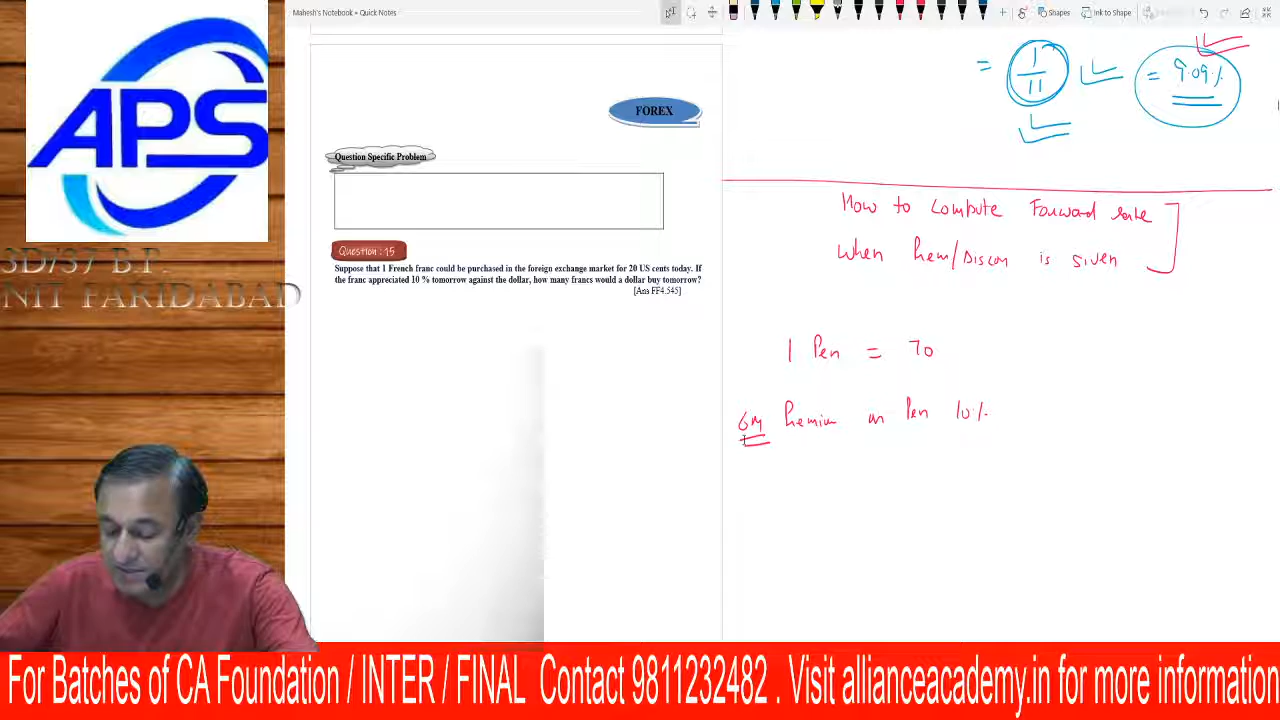 APS
3D/37 B.P.
NIT FARIDABAD
Mahesh's Notebook • Quick Notes
Shapes
Ink to Shape
FOREX
Question Specific Problem
Question : 15
Suppose that 1 French franc could be purchased in the foreign exchange market for 20 US cents today. If
the franc appreciated 10 % tomorrow against the dollar, how many francs would a dollar buy tomorrow?
[Ans FF4.545]
= 1/11 = 9.09%
How to Compute Forward rate
when Prem/Discon is given
1 Pen = 70
6M Premium on Pen 10%
For Batches of CA Foundation / INTER / FINAL Contact 9811232482 . Visit allianceacademy.in for more information